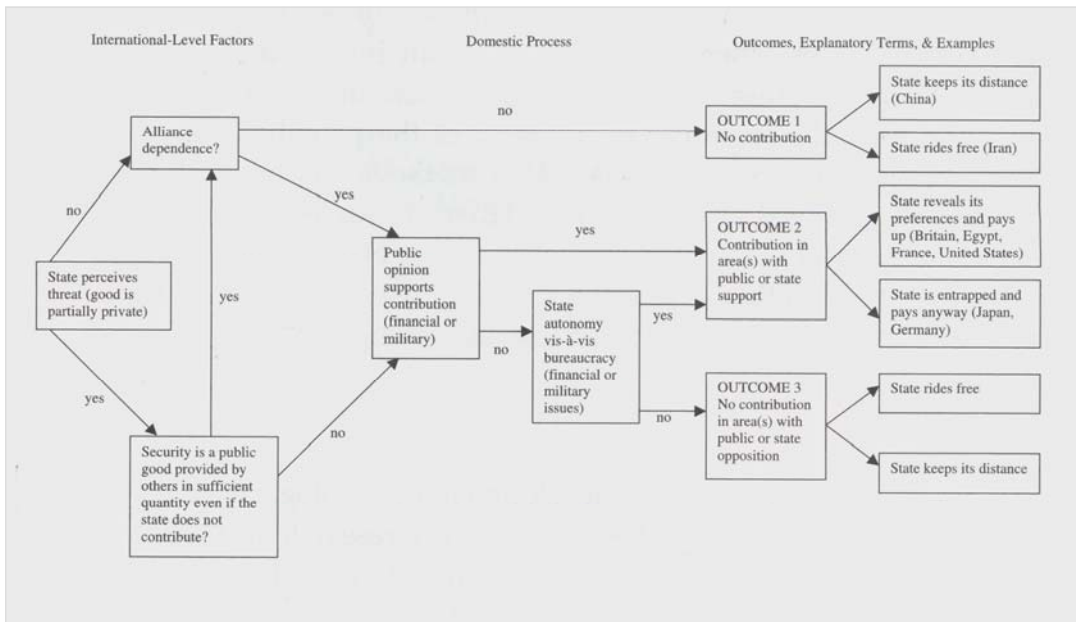 International-Level Factors
Domestic Process
Outcomes, Explanatory Terms, & Examples
State keeps its distance
(China)
no
OUTCOME 1
No contribution
Alliance
dependence?
State rides free (Iran)
yes
no
State reveals its
preferences and pays
up (Britain, Egypt,
France, United States)
yes
OUTCOME 2
Contribution in
area(s) with
public or state
support
Public
opinion
supports
contribution
(financial or
military)
State perceives
threat (good is
partially private)
yes
State
autonomy
vis-à-vis
bureaucracy
(financial or
military
issues)
yes
State is entrapped and
pays anyway (Japan,
Germany)
no
yes
no
OUTCOME 3
No contribution
in area(s) with
public or state
opposition
State rides free
no
Security is a public
good provided by
others in sufficient
quantity even if the
state does not
contribute?
State keeps its distance